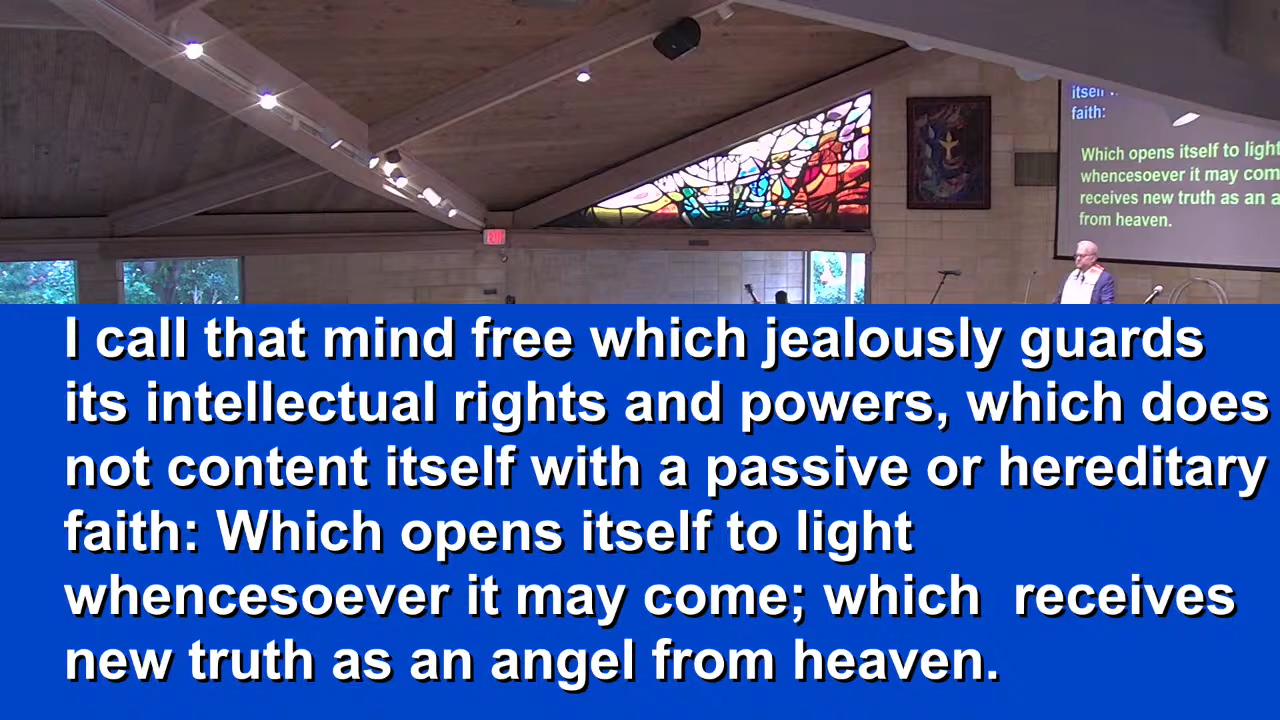 itself
faith:
Which opens itself to light
whencesoever it may
receives new truth as an
from heaven.
EXIT
I call that mind free which jealously guards
its intellectual rights and powers, which does
not content itself with a passive or hereditary
faith: Which opens itself to light
whencesoever it may come; which  receives
new truth as an angel from heaven.